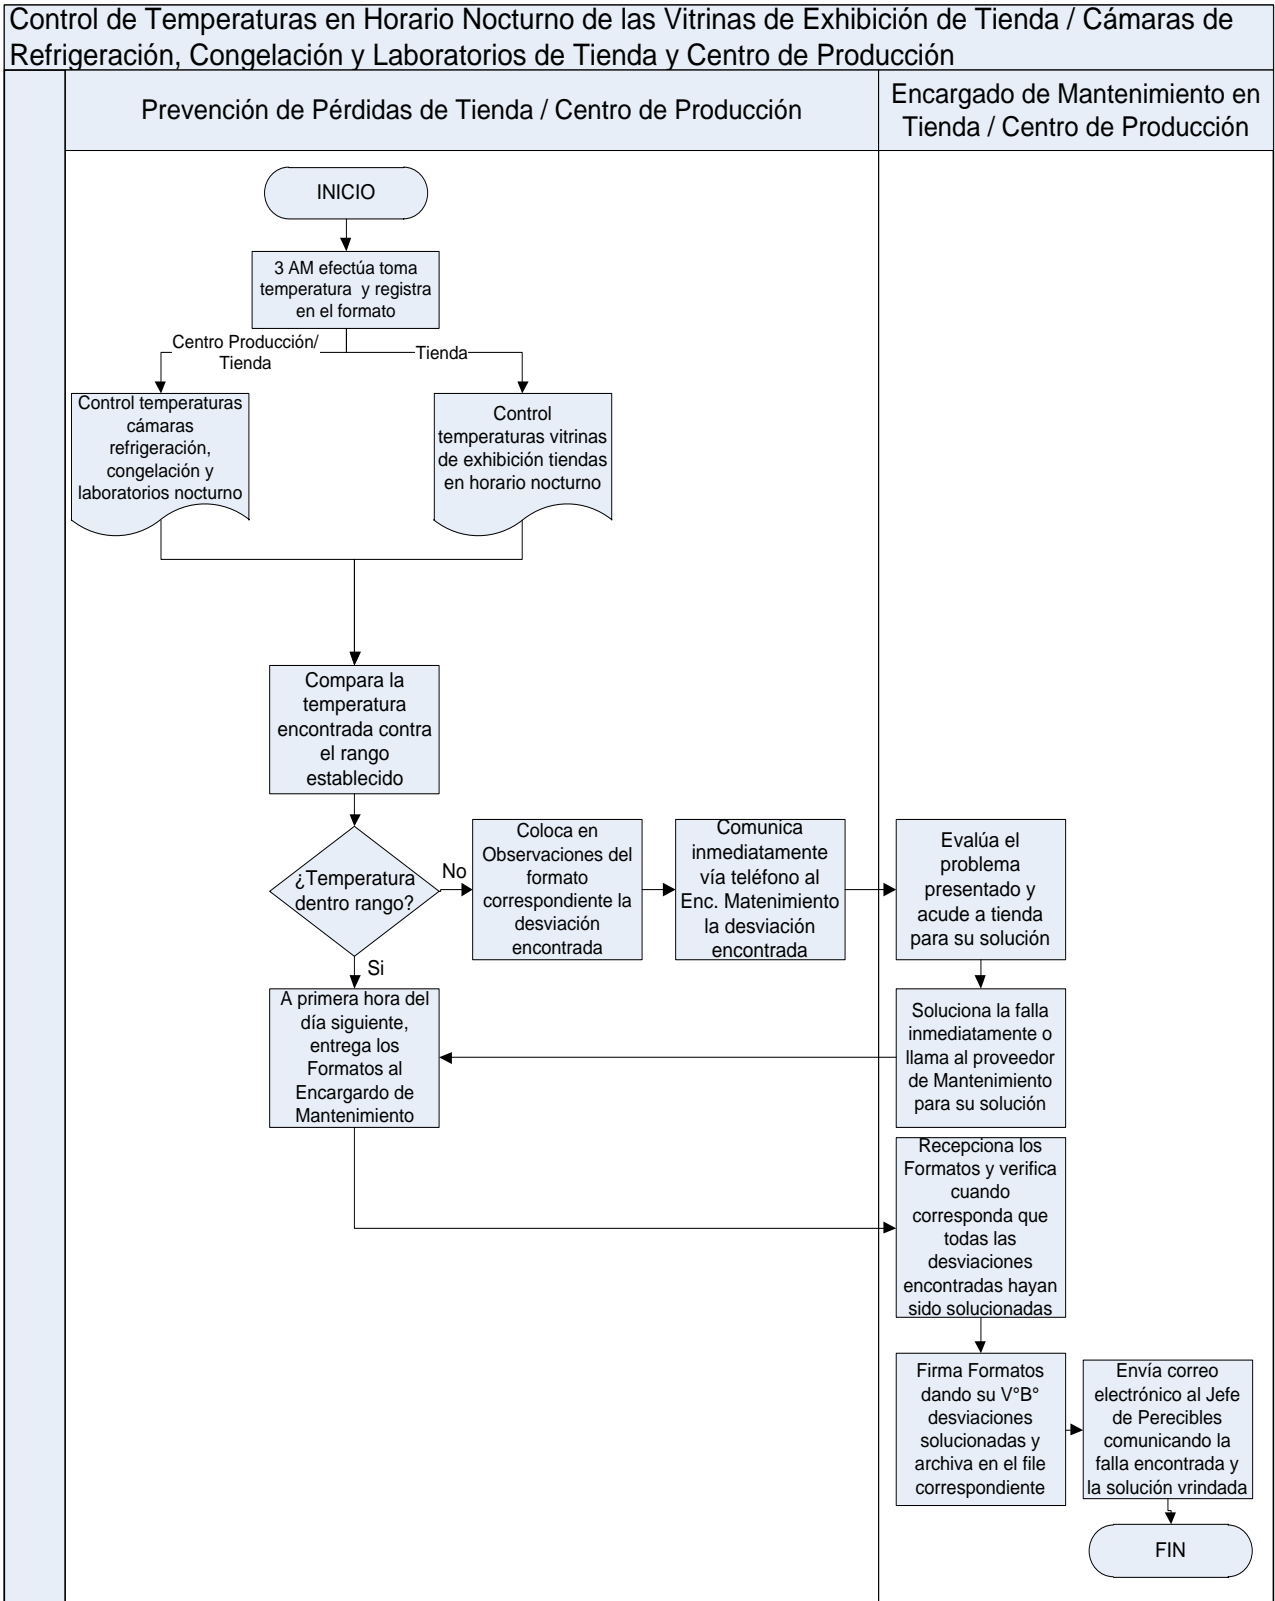 Control de Temperaturas en Horario Nocturno de las Vitrinas de Exhibición de Tienda / Cámaras de
Refrigeración, Congelación y Laboratorios de Tienda y Centro de Producción
Prevención de Pérdidas de Tienda / Centro de Producción
Encargado de Mantenimiento en
Tienda / Centro de Producción
INICIO
3 AM efectúa toma
temperatura y registra
en el formato
Centro Producción/
Tienda
Tienda
Control temperaturas
cámaras
refrigeración,
congelación y
laboratorios nocturno
Control
temperaturas vitrinas
de exhibición tiendas
en horario nocturno
Compara la
temperatura
encontrada contra
el rango
establecido
¿Temperatura
dentro rango?
No
Coloca en
Observaciones del
formato
correspondiente la
desviación
encontrada
Comunica
inmediatamente
vía teléfono al
Enc. Matenimiento
la desviación
encontrada
Evalúa el
problema
presentado y
acude a tienda
para su solución
Si
A primera hora del
día siguiente,
entrega los
Formatos al
Encargardo de
Mantenimiento
Soluciona la falla
inmediatamente o
llama al proveedor
de Mantenimiento
para su solución
Recepciona los
Formatos y verifica
cuando
corresponda que
todas las
desviaciones
encontradas hayan
sido solucionadas
Firma Formatos
dando su V°B°
desviaciones
solucionadas y
archiva en el file
correspondiente
Envía correo
electrónico al Jefe
de Perecibles
comunicando la
falla encontrada y
la solución vrindada
FIN